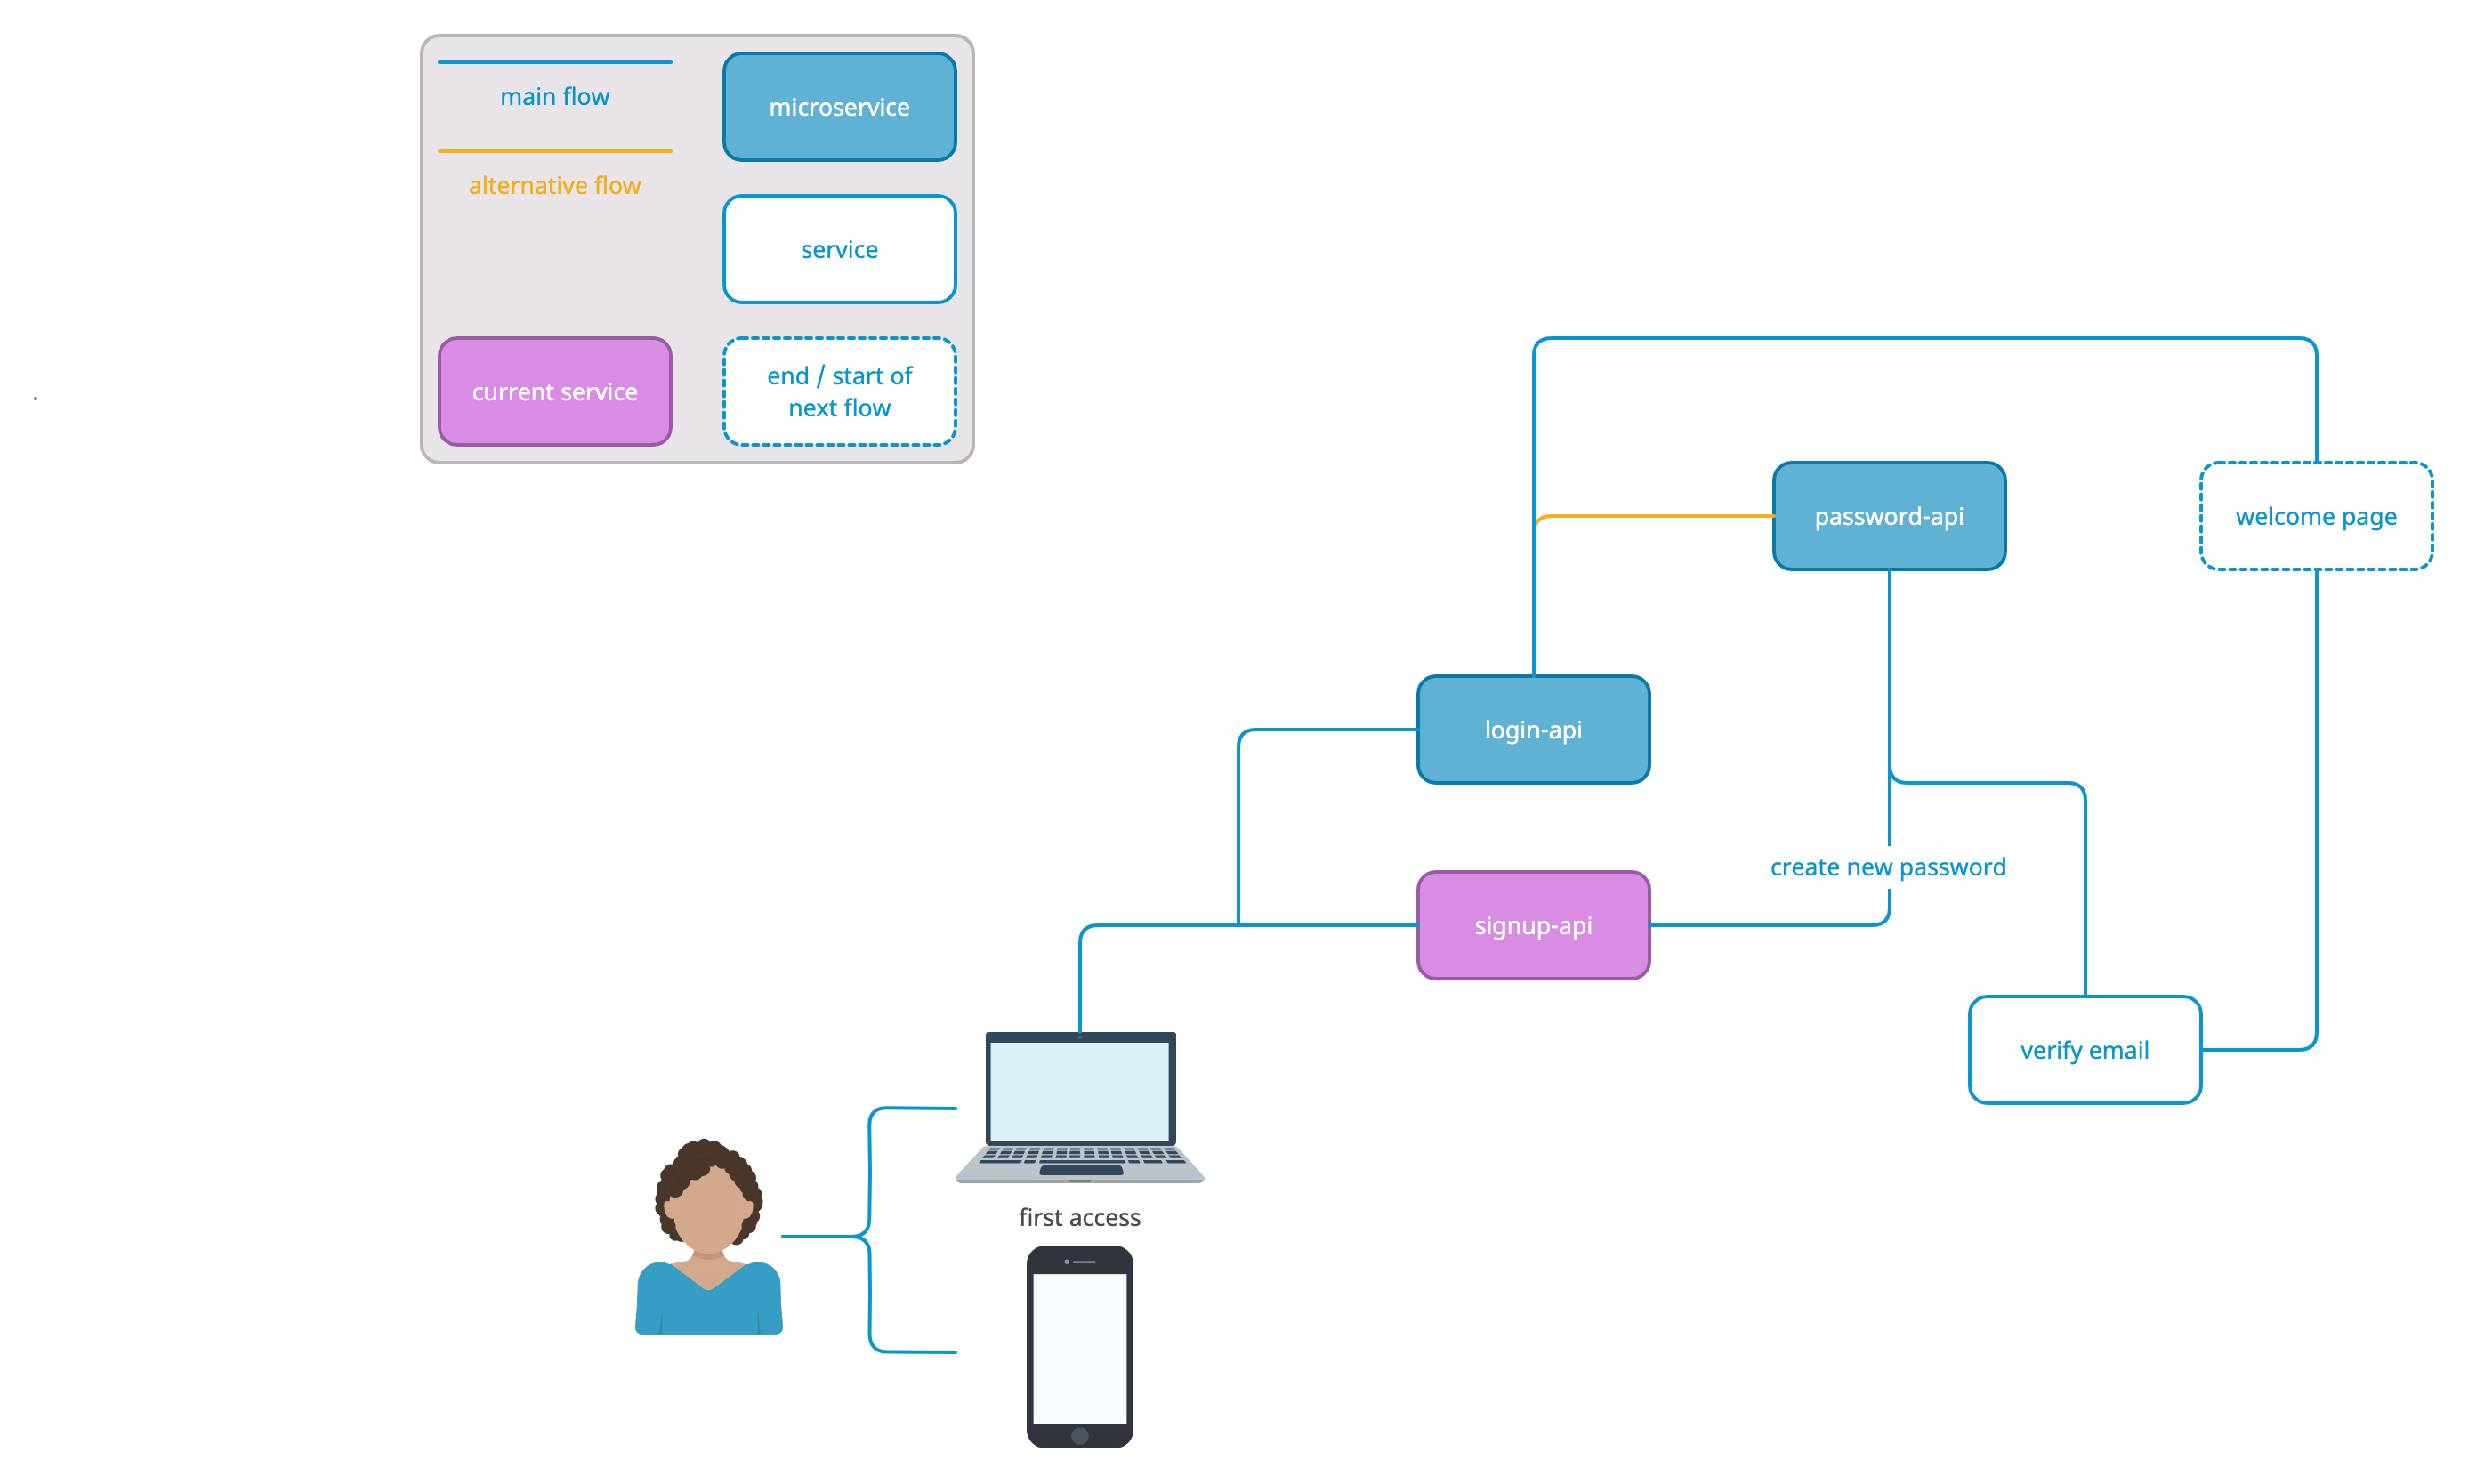 main flow
microservice
alternative flow
service
current service
end / start of
next flow
password-api
welcome page
login-api
create new password
signup-api
verify email
first access
.